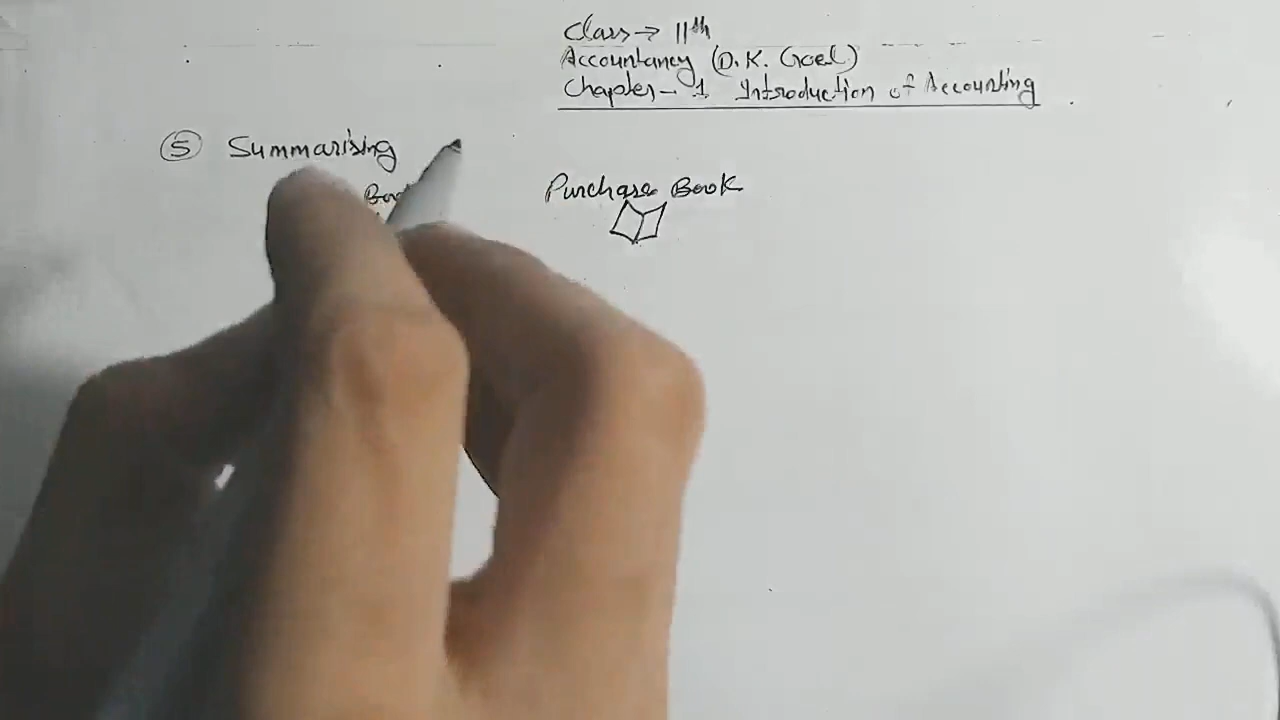 Class → 11th
Accountancy (D.K. Goel)
Chapter - 1 Introduction of Accounting
⑤ Summarising
Purchase Book